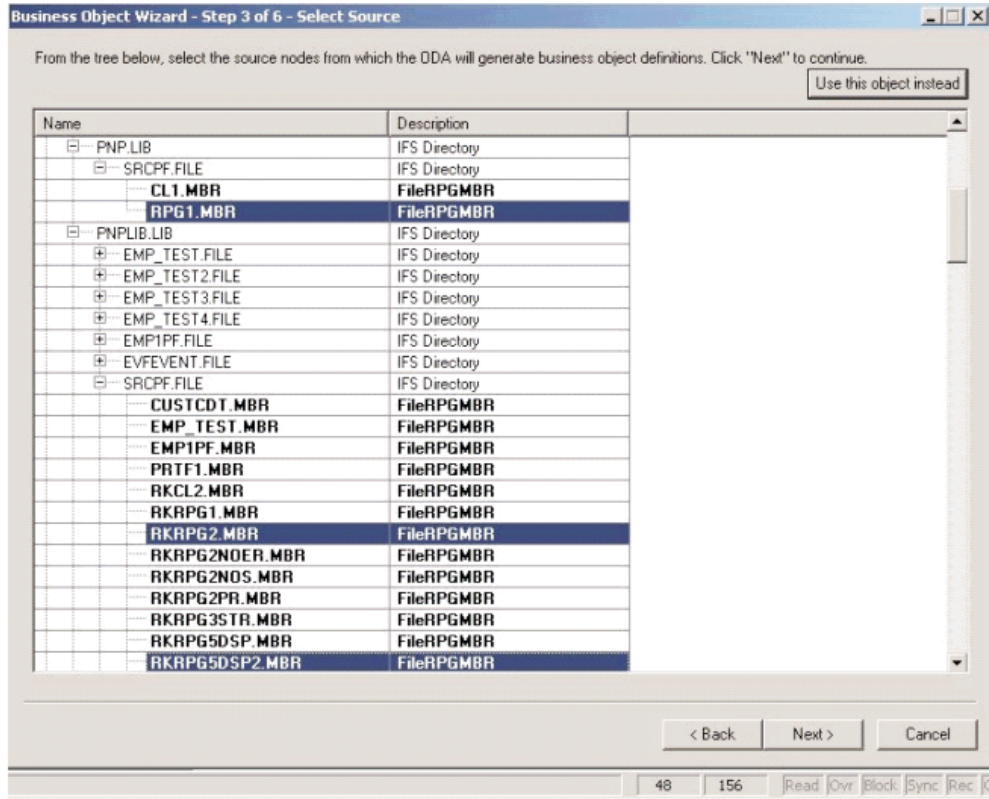 Business Object Wizard - Step 3 of 6 - Select Source
From the tree below, select the source nodes from which the ODA will generate business object definitions. Click "Next" to continue.
Use this object instead
Name Description
PNP.LIB IFS Directory
SRCPF.FILE IFS Directory
CL1.MBR FileRPGMBR
RPG1.MBR FileRPGMBR
PNPLIB.LIB IFS Directory
EMP_TEST.FILE IFS Directory
EMP_TEST2.FILE IFS Directory
EMP_TEST3.FILE IFS Directory
EMP_TEST4.FILE IFS Directory
EMP1PF.FILE IFS Directory
EVFEVENT.FILE IFS Directory
SRCPF.FILE IFS Directory
CUSTCDT.MBR FileRPGMBR
EMP_TEST.MBR FileRPGMBR
EMP1PF.MBR FileRPGMBR
PRTF1.MBR FileRPGMBR
RKCL2.MBR FileRPGMBR
RKRPG1.MBR FileRPGMBR
RKRPG2.MBR FileRPGMBR
RKRPG2NOER.MBR FileRPGMBR
RKRPG2NOS.MBR FileRPGMBR
RKRPG2PR.MBR FileRPGMBR
RKRPG3STR.MBR FileRPGMBR
RKRPG5DSP.MBR FileRPGMBR
RKRPG5DSP2.MBR FileRPGMBR
< Back Next > Cancel
48 156 Read Ovr Block Sync Rec